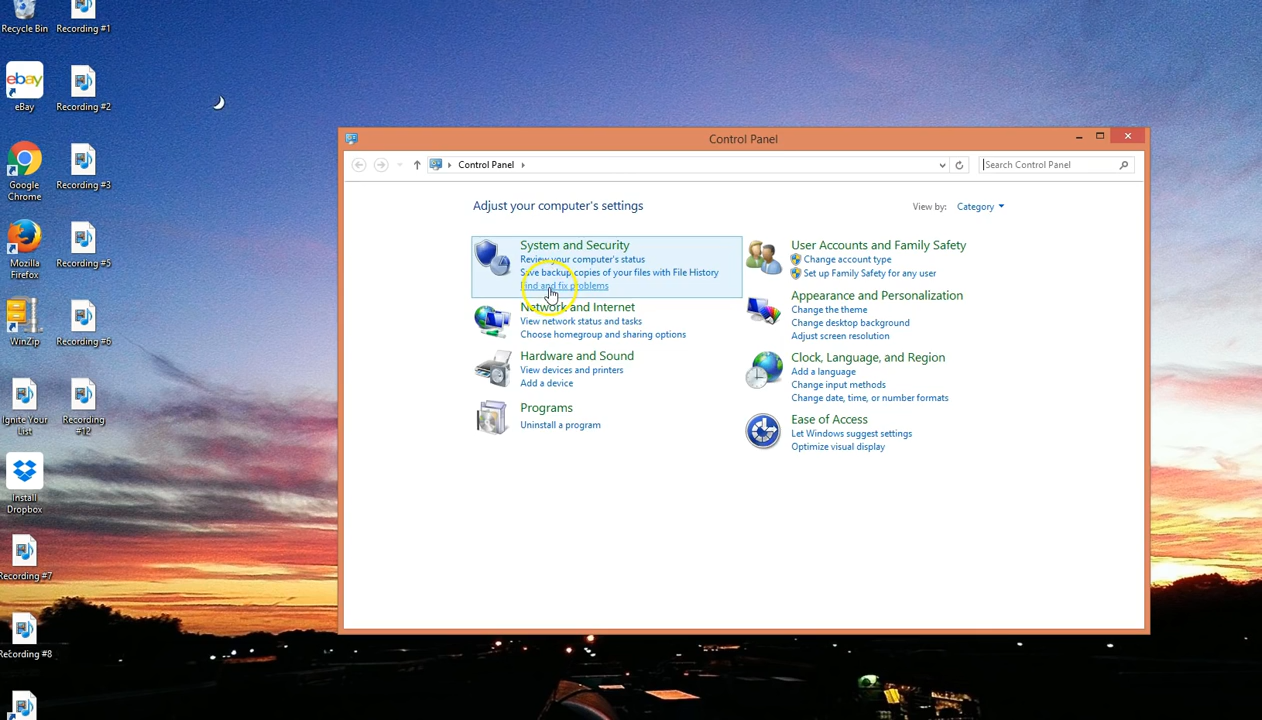 Recycle Bin
Recording #1
ebay
eBay
Recording #2
Google
Chrome
Recording #3
Mozilla
Firefox
Recording #5
WinZip
Recording #6
Ignite Your
List
Recording
#12
Install
Dropbox
Recording #7
Recording #8
Control Panel
Control Panel
Search Control Panel
Adjust your computer's settings
View by:
Category
System and Security
Review your computer's status
Save backup copies of your files with File History
Find and fix problems
Network and Internet
View network status and tasks
Choose homegroup and sharing options
Hardware and Sound
View devices and printers
Add a device
Programs
Uninstall a program
User Accounts and Family Safety
Change account type
Set up Family Safety for any user
Appearance and Personalization
Change the theme
Change desktop background
Adjust screen resolution
Clock, Language, and Region
Add a language
Change input methods
Change date, time, or number formats
Ease of Access
Let Windows suggest settings
Optimize visual display